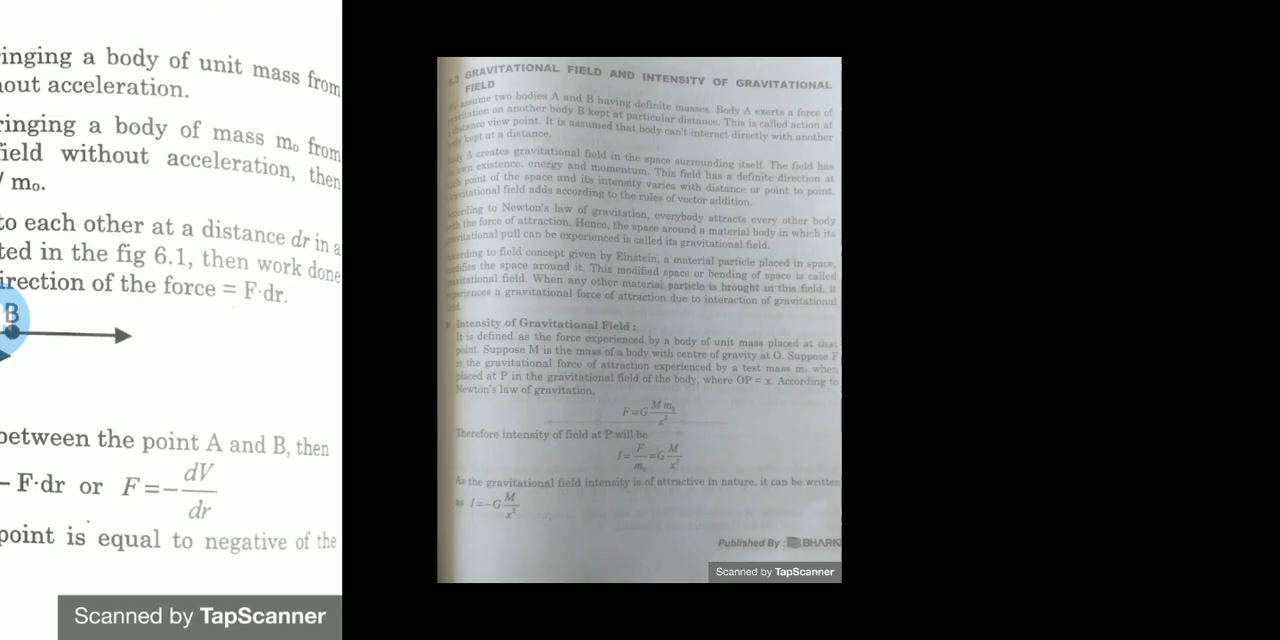 inging a body of unit mass from
out acceleration.
ringing a body of mass m₀ from
ield without acceleration, then
/ m₀.
to each other at a distance dr in a
ted in the fig 6.1, then work done
irection of the force = F·dr.
B
between the point A and B, then
– F·dr or F=-dV/dr
point is equal to negative of the
Scanned by TapScanner
GRAVITATIONAL FIELD AND INTENSITY OF GRAVITATIONAL
FIELD
assume two bodies A and B having definite masses. Body A exerts a force of
on another body B kept at particular distance. This is called action at
distance view point. It is assumed that body can't interact directly with another
kept at a distance.
A creates gravitational field in the space surrounding itself. The field has
existence, energy and momentum. This field has a definite direction at
point of the space and its intensity varies with distance or point to point.
field adds according to the rules of vector addition.
to Newton's law of gravitation, everybody attracts every other body
the force of attraction. Hence, the space around a material body in which its
pull can be experienced is called its gravitational field.
to field concept given by Einstein, a material particle placed in space,
the space around it. This modified space or bending of space is called
field. When any other material particle is brought in this field, it
a gravitational force of attraction due to interaction of gravitational
Intensity of Gravitational Field :
It is defined as the force experienced by a body of unit mass placed at that
point. Suppose M is the mass of a body with centre of gravity at O. Suppose F
is the gravitational force of attraction experienced by a test mass m₀ when
placed at P in the gravitational field of the body, where OP = x. According to
Newton's law of gravitation,
F=G M m₀/x²
Therefore intensity of field at P will be
I=F/m₀=G M/x²
As the gravitational field intensity is of attractive in nature, it can be written
as I=-G M/x²
Published By : BHARK
Scanned by TapScanner